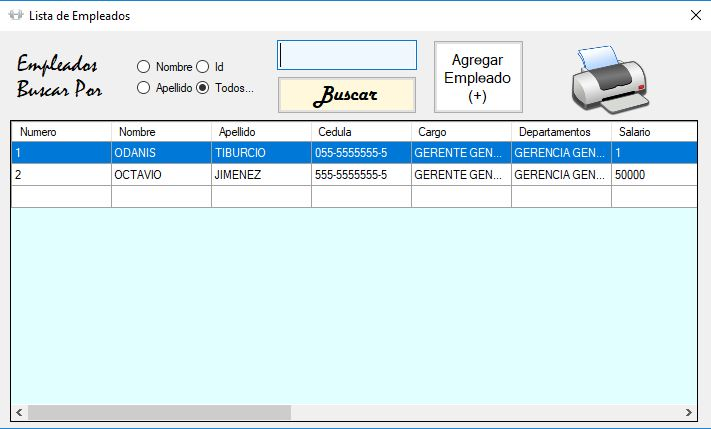 Lista de Empleados
Empleados
Buscar Por
Nombre Id
Apellido Todos...
Buscar
Agregar
Empleado
(+)
Numero Nombre Apellido Cedula Cargo Departamentos Salario
1 ODANIS TIBURCIO 055-5555555-5 GERENTE GEN... GERENCIA GEN... 1
2 OCTAVIO JIMENEZ 555-5555555-5 GERENTE GEN... GERENCIA GEN... 50000